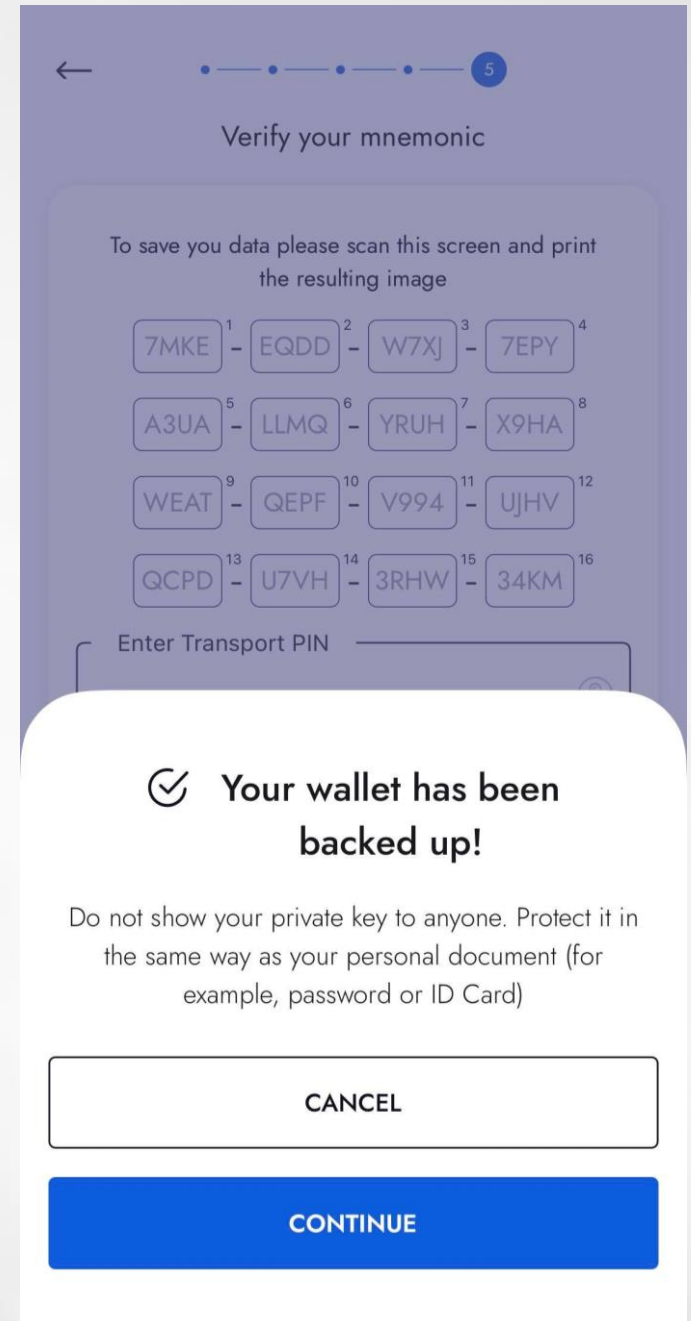 5
Verify your mnemonic
To save you data please scan this screen and print
the resulting image
7MKE 1 - EQDD 2 - W7XJ 3 - 7EPY 4
A3UA 5 - LLMQ 6 - YRUH 7 - X9HA 8
WEAT 9 - QEPF 10 - V994 11 - UJHV 12
QCPD 13 - U7VH 14 - 3RHW 15 - 34KM 16
Enter Transport PIN
Your wallet has been
backed up!
Do not show your private key to anyone. Protect it in
the same way as your personal document (for
example, password or ID Card)
CANCEL
CONTINUE